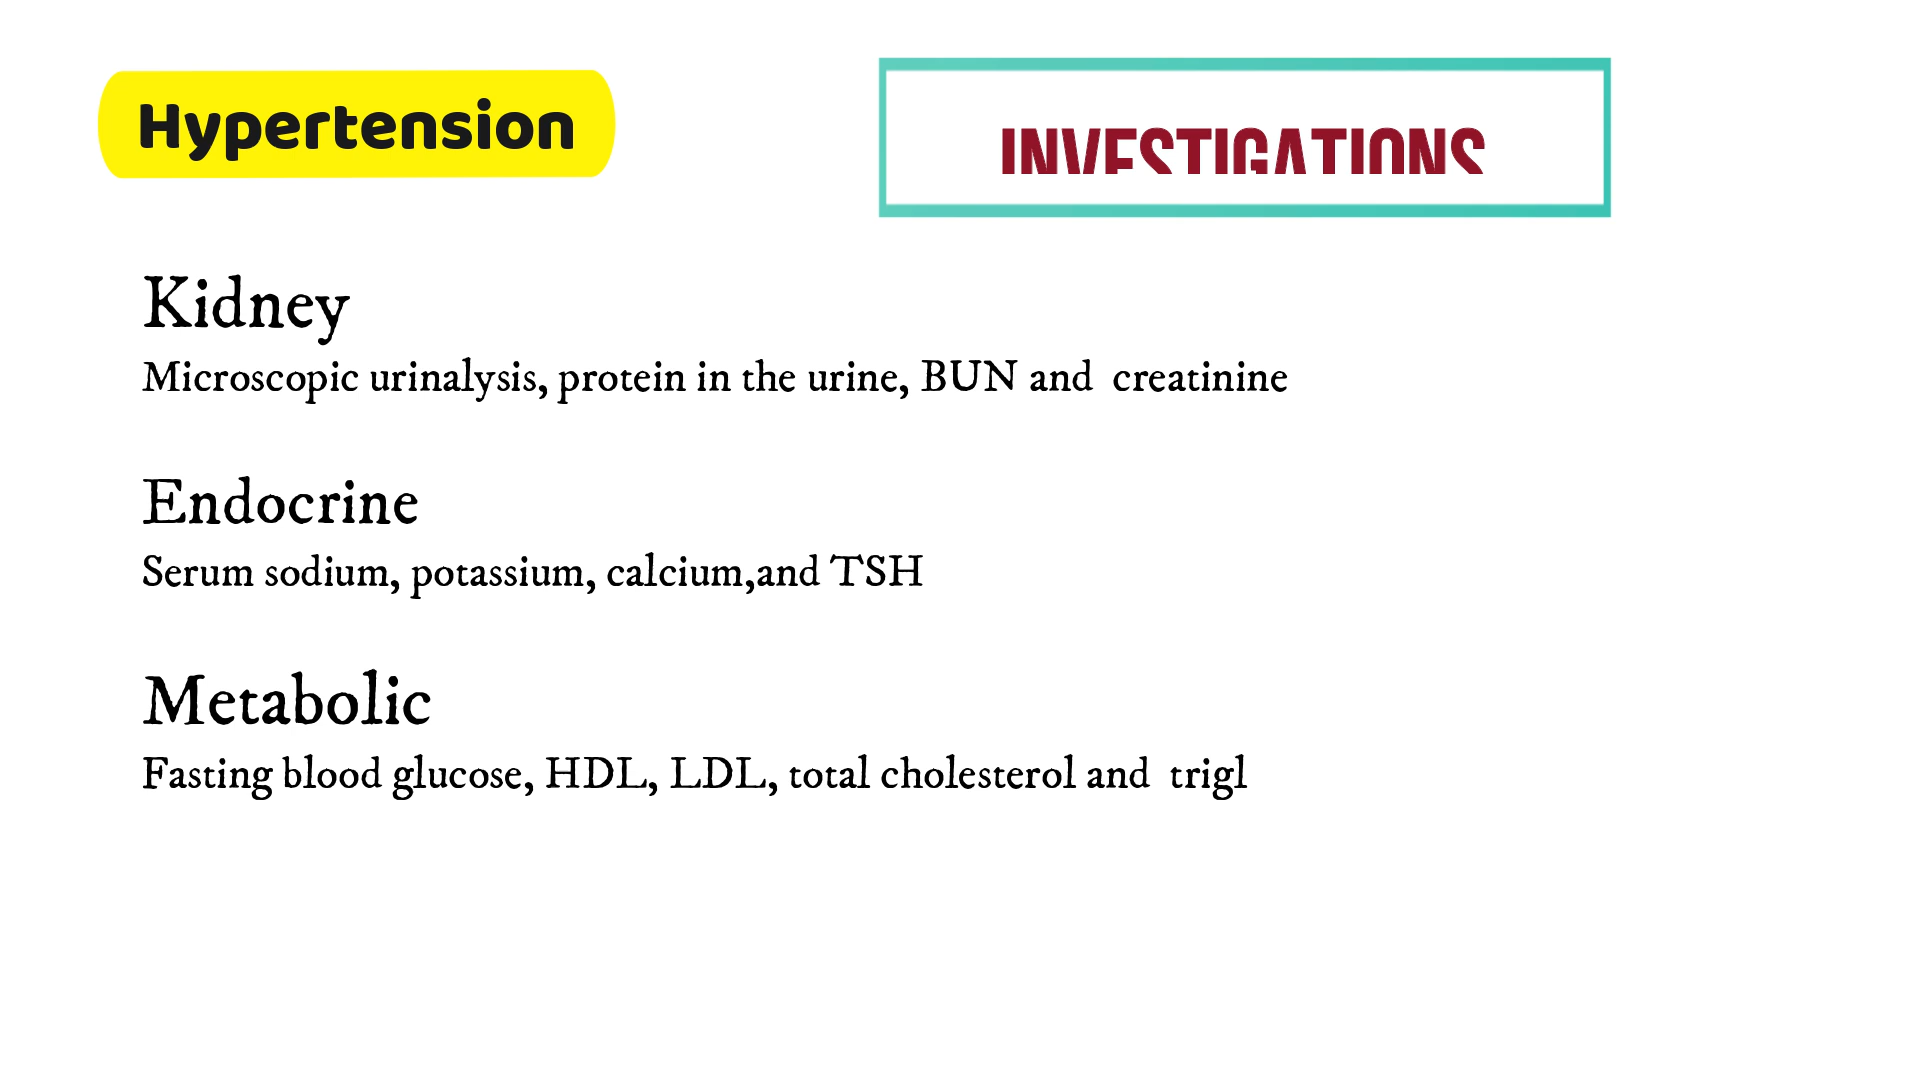 Hypertension
INVESTIGATIONS
Kidney
Microscopic urinalysis, protein in the urine, BUN and  creatinine
Endocrine
Serum sodium, potassium, calcium,and TSH
Metabolic
Fasting blood glucose, HDL, LDL, total cholesterol and  trigl